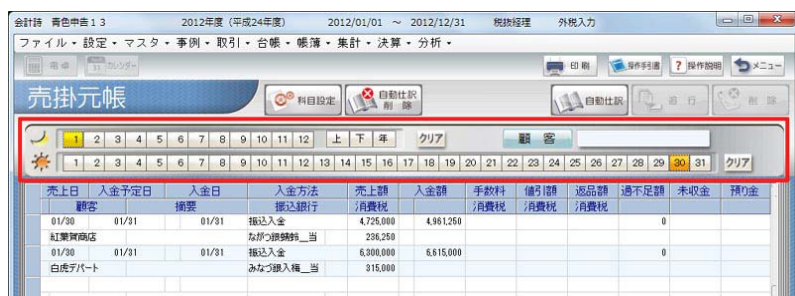 会計詩 青色申告13 2012年度（平成24年度） 2012/01/01 ～ 2012/12/31 税抜経理 外税入力
ファイル・設定・マスタ・事例・取引・台帳・帳簿・集計・決算・分析・
電卓 カレンダー 印刷 操作手引書 ? 操作説明 メニュー
売掛元帳 科目設定 自動仕訳削除 自動仕訳 追行 削除
1 2 3 4 5 6 7 8 9 10 11 12 上 下 年 クリア 顧客
1 2 3 4 5 6 7 8 9 10 11 12 13 14 15 16 17 18 19 20 21 22 23 24 25 26 27 28 29 30 31 クリア
売上日 入金予定日 入金日 入金方法 売上額 入金額 手数料 値引額 返品額 過不足額 未収金 預り金
顧客 摘要 振込銀行 消費税 消費税 消費税 消費税
01/30 01/31 01/31 振込入金 4,725,000 4,961,250 0
紅葉賀商店 236,250
01/30 01/31 01/31 振込入金 6,300,000 6,615,000 0
白虎デパート 315,000